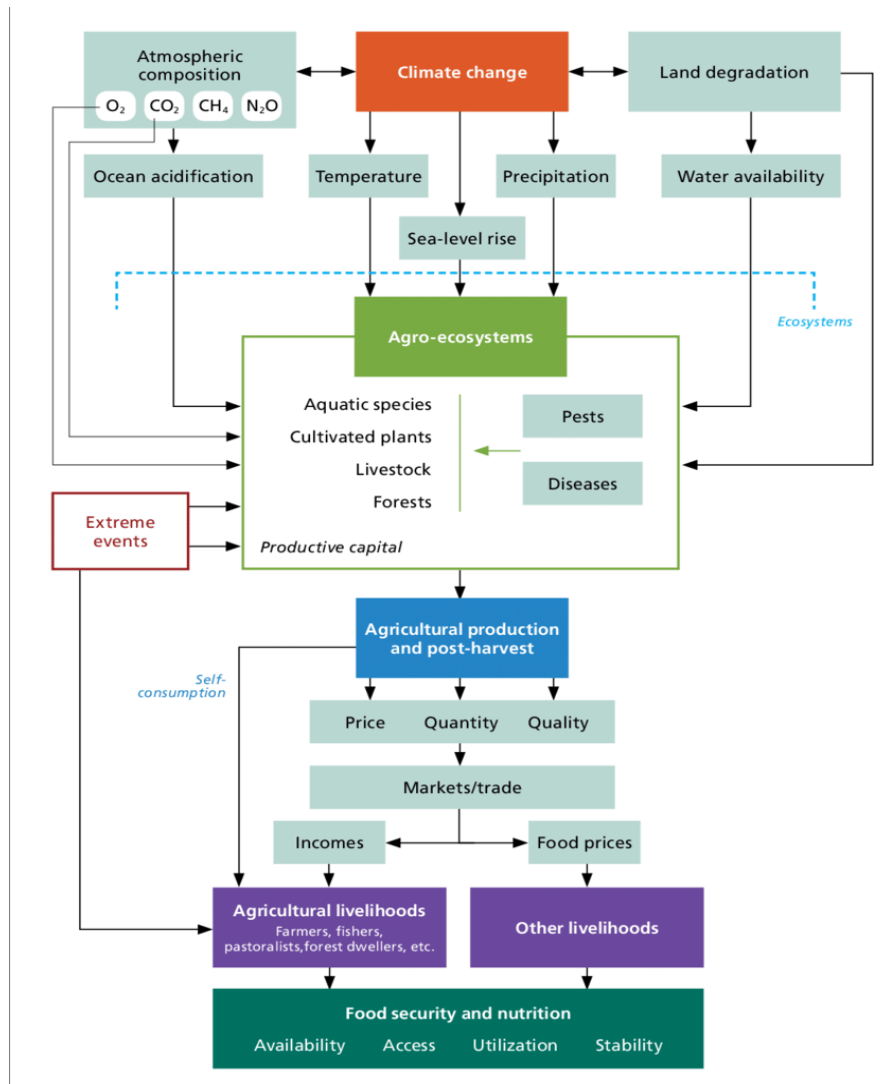 Atmospheric
composition
O₂ CO₂ CH₄ N₂O
Climate change
Land degradation
Ocean acidification
Temperature
Precipitation
Water availability
Sea-level rise
Ecosystems
Agro-ecosystems
Aquatic species
Cultivated plants
Livestock
Forests
Pests
Diseases
Productive capital
Extreme
events
Agricultural production
and post-harvest
Self-
consumption
Price Quantity Quality
Markets/trade
Incomes
Food prices
Agricultural livelihoods
Farmers, fishers,
pastoralists,forest dwellers, etc.
Other livelihoods
Food security and nutrition
Availability Access Utilization Stability